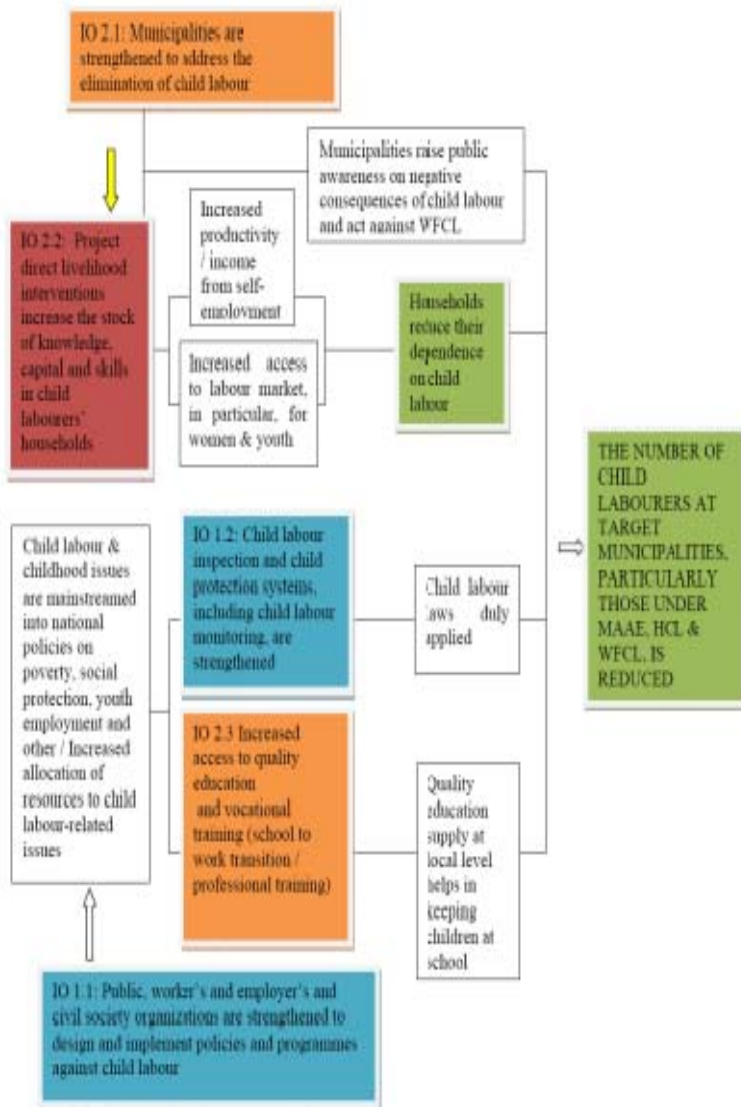 IO 2.1: Municipalities are
strengthened to address the
elimination of child labour
Municipalities raise public
awareness on negative
consequences of child labour
and act against WFCL
Increased
productivity
/ income
from self-
employment
IO 2.2: Project
direct livelihood
interventions
increase the stock
of knowledge,
capital and skills
in child
labourers'
households
Households
reduce their
dependence
on child
labour
Increased access
to labour market,
in particular, for
women & youth
THE NUMBER OF
CHILD
LABOURERS AT
TARGET
MUNICIPALITIES,
PARTICULARLY
THOSE UNDER
MAAE, HCL &
WFCL, IS
REDUCED
Child labour &
childhood issues
are mainstreamed
into national
policies on
poverty, social
protection, youth
employment and
other / Increased
allocation of
resources to child
labour-related
issues
IO 1.2: Child labour
inspection and child
protection systems,
including child labour
monitoring, are
strengthened
Child labour
laws duly
applied
IO 2.3 Increased
access to quality
education
and vocational
training (school to
work transition /
professional training)
Quality
education
supply at
local level
helps in
keeping
children at
school
IO 1.1: Public, worker's and employer's and
civil society organizations are strengthened to
design and implement policies and programmes
against child labour